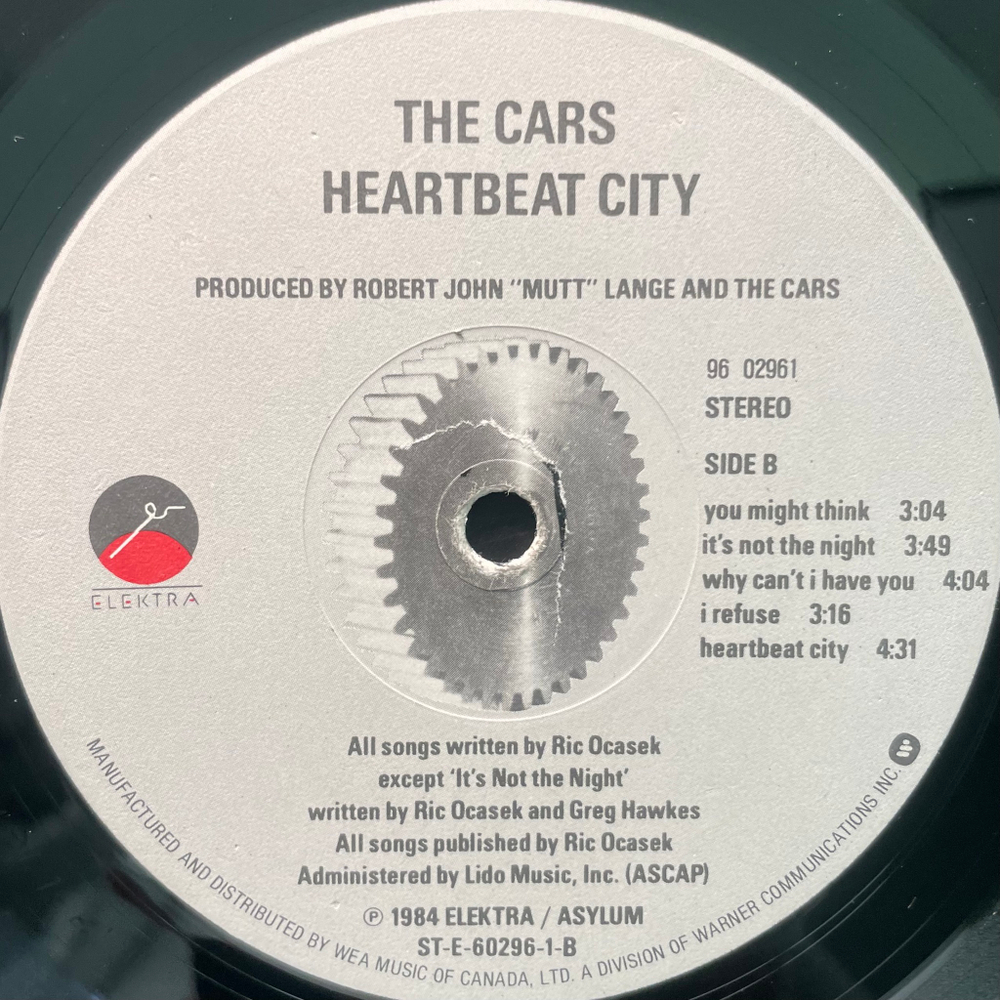 THE CARS
HEARTBEAT CITY
PRODUCED BY ROBERT JOHN "MUTT" LANGE AND THE CARS
96 02961
STEREO
SIDE B
you might think 3:04
it's not the night 3:49
why can't i have you 4:04
i refuse 3:16
heartbeat city 4:31
ELEKTRA
All songs written by Ric Ocasek
except 'It's Not the Night'
written by Ric Ocasek and Greg Hawkes
All songs published by Ric Ocasek
Administered by Lido Music, Inc. (ASCAP)
℗ 1984 ELEKTRA / ASYLUM
ST-E-60296-1-B
MANUFACTURED AND DISTRIBUTED BY WEA MUSIC OF CANADA, LTD. A DIVISION OF WARNER COMMUNICATIONS INC.